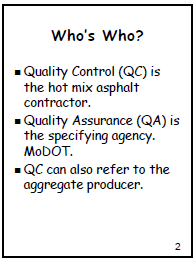 Who's Who?
▪ Quality Control (QC) is
the hot mix asphalt
contractor.
▪ Quality Assurance (QA) is
the specifying agency.
MoDOT.
▪ QC can also refer to the
aggregate producer.
2